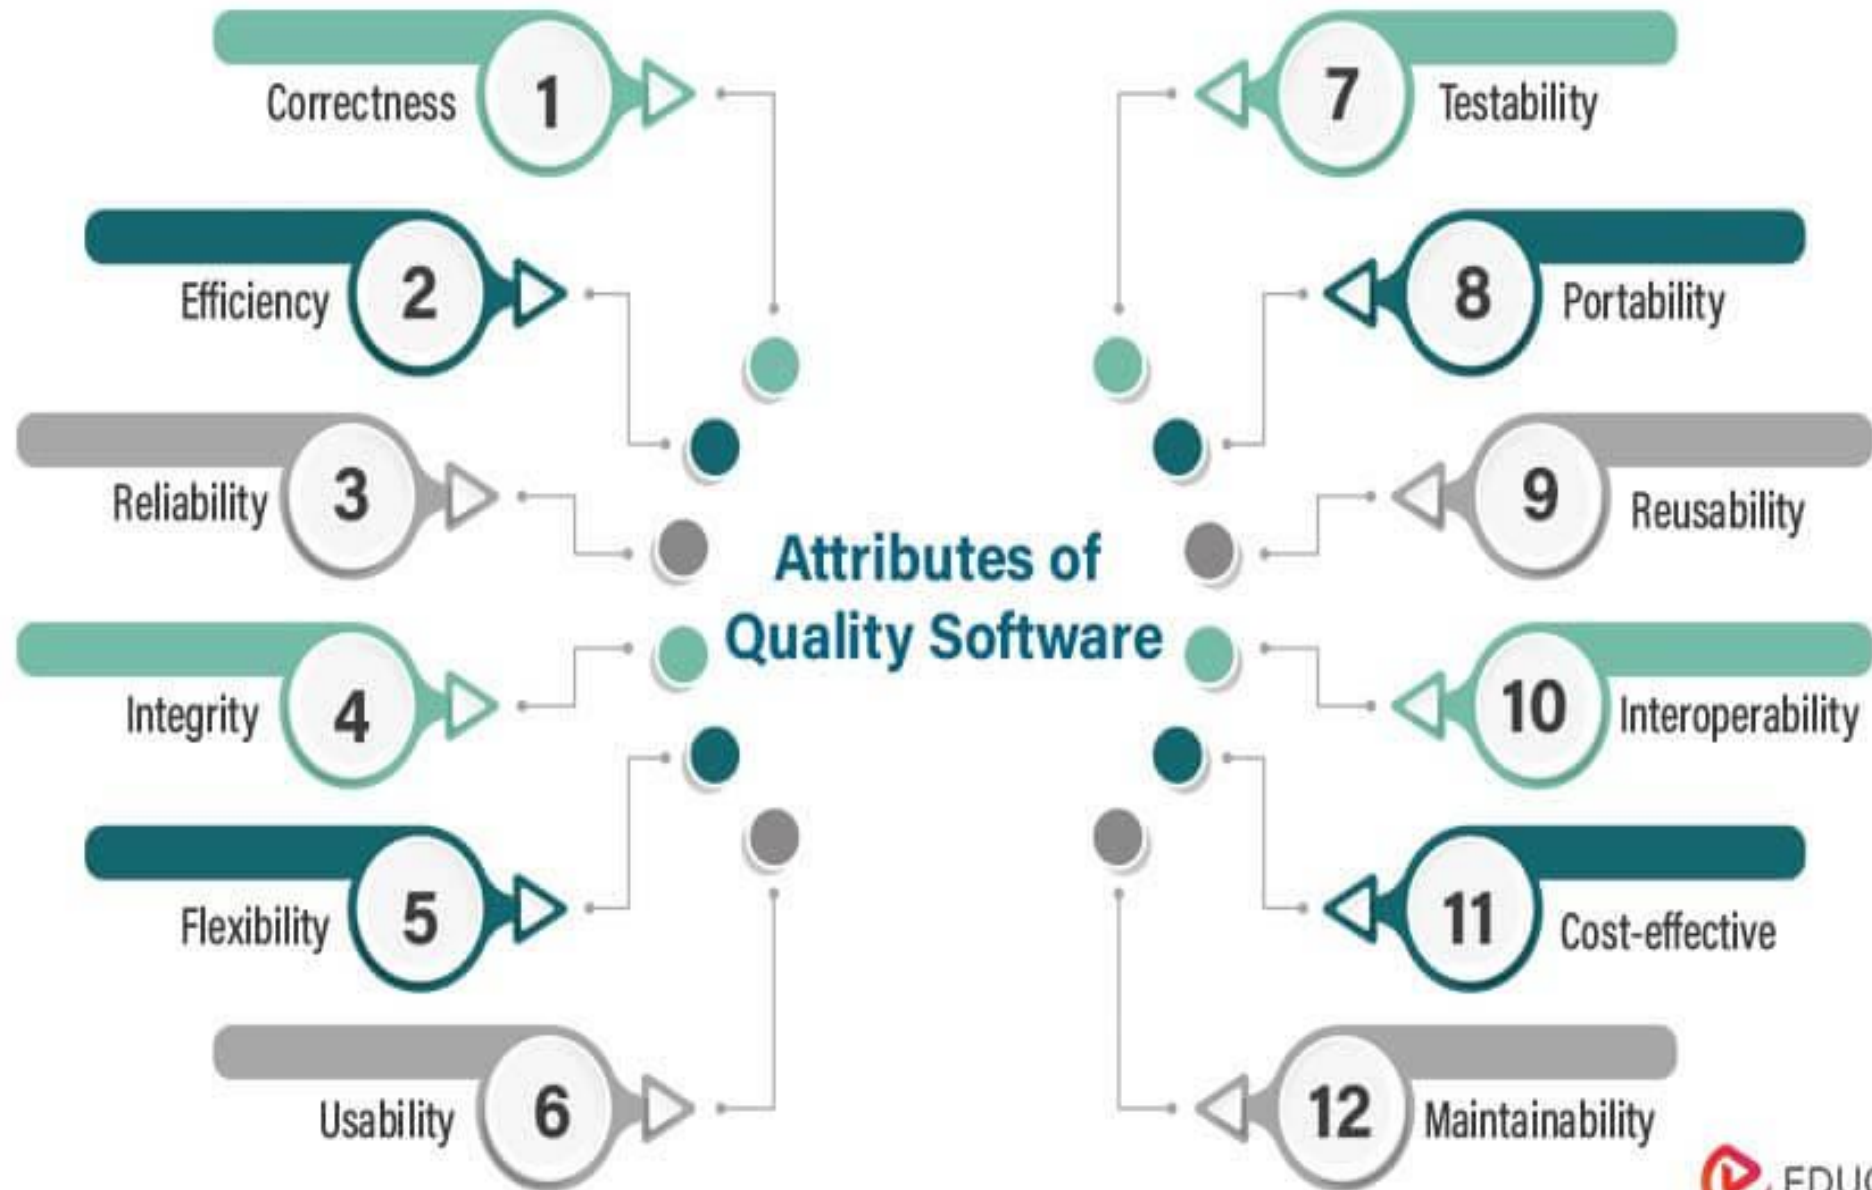 1
Correctness
2
Efficiency
3
Reliability
4
Integrity
5
Flexibility
6
Usability
Attributes of
Quality Software
7
Testability
8
Portability
9
Reusability
10
Interoperability
11
Cost-effective
12
Maintainability